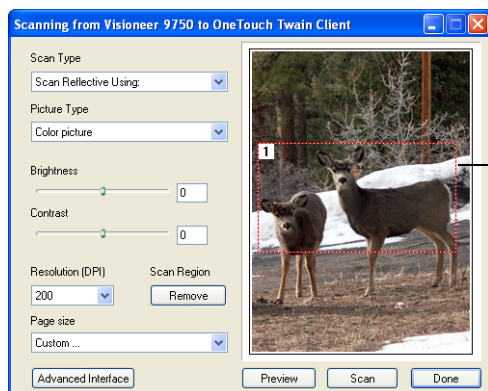 Scanning from Visioneer 9750 to OneTouch Twain Client
Scan Type
Scan Reflective Using:
Picture Type
Color picture
1
Brightness
0
Contrast
0
Resolution (DPI) Scan Region
200 Remove
Page size
Custom ...
Advanced Interface Preview Scan Done